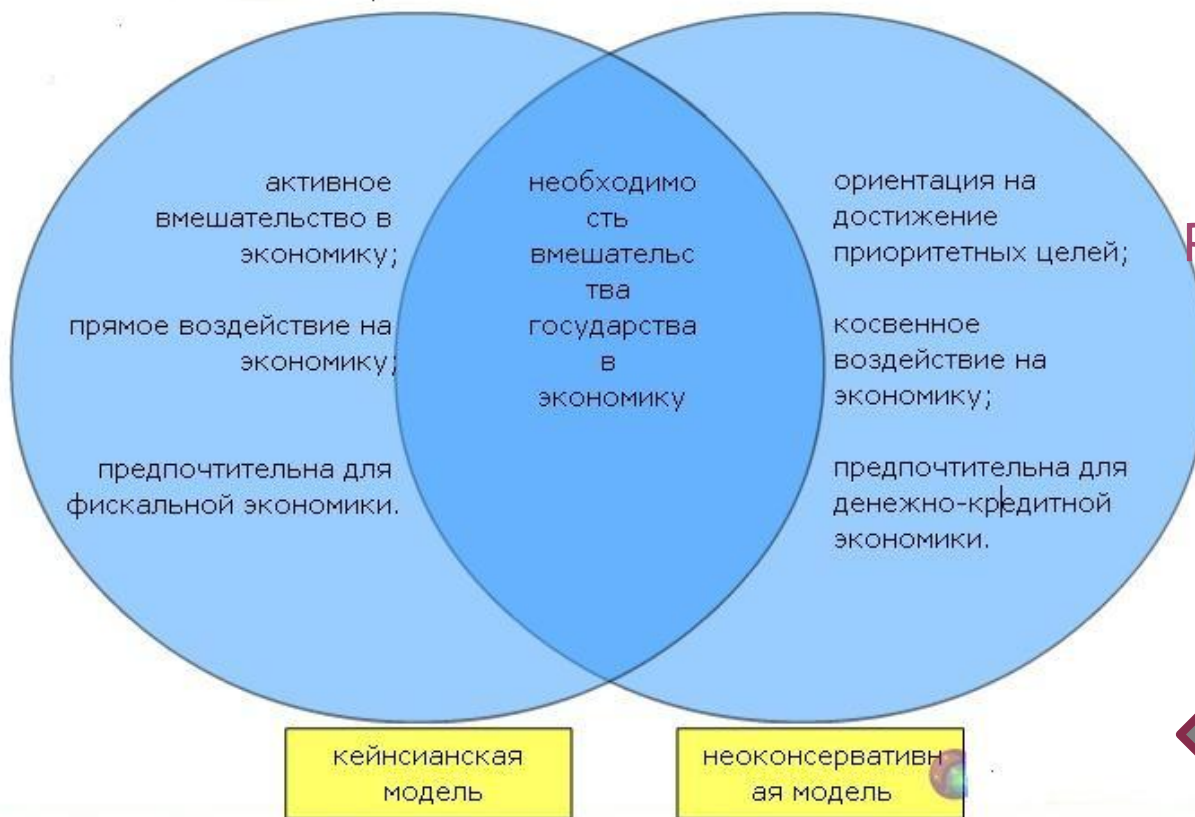 активное
вмешательство в
экономику;
прямое воздействие на
экономику;
предпочтительна для
фискальной экономики.
необходимо
сть
вмешательс
тва
государства
в
экономику
ориентация на
достижение
приоритетных целей;
косвенное
воздействие на
экономику;
предпочтительна для
денежно-кредитной
экономики.
кейнсианская
модель
неоконсервативн
ая модель